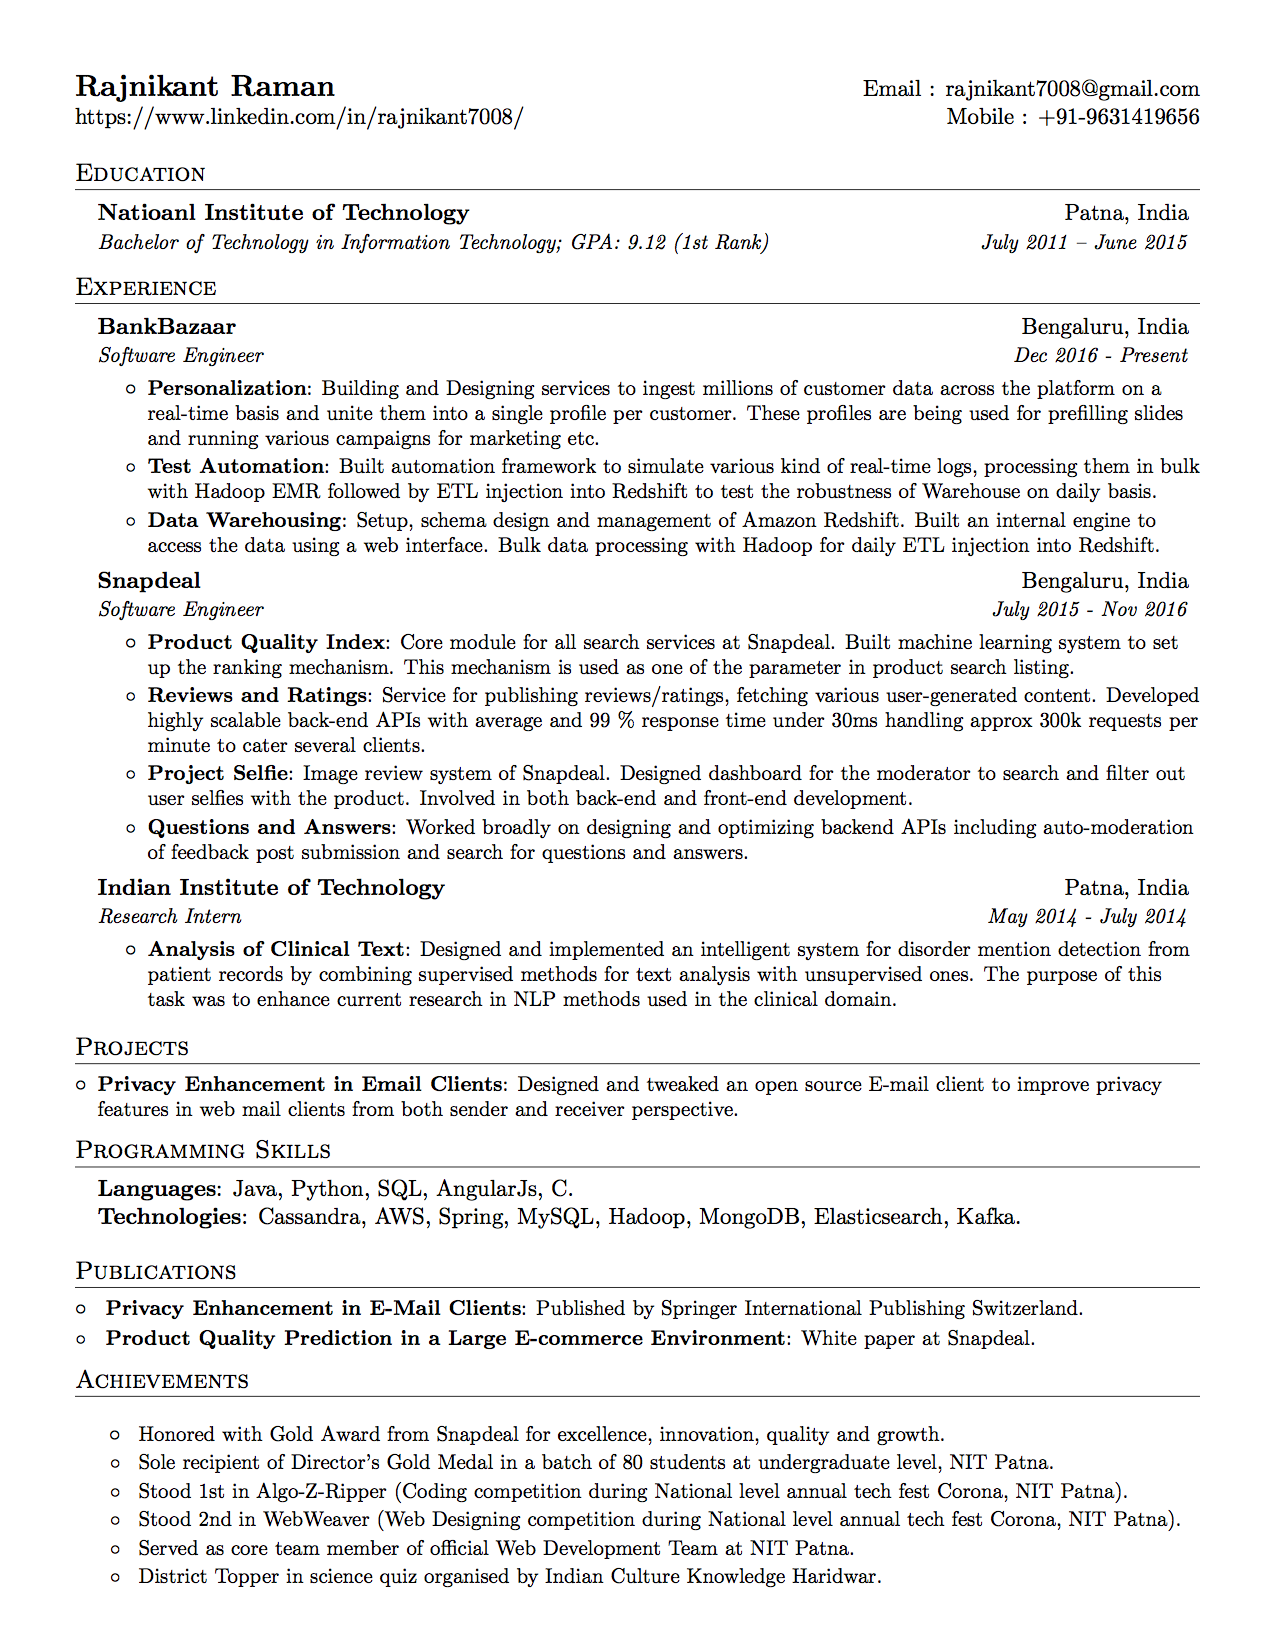 Rajnikant Raman
Email : rajnikant7008@gmail.com
https://www.linkedin.com/in/rajnikant7008/
Mobile : +91-9631419656
Education
Natioanl Institute of Technology
Patna, India
Bachelor of Technology in Information Technology; GPA: 9.12 (1st Rank)
July 2011 – June 2015
Experience
BankBazaar
Bengaluru, India
Software Engineer
Dec 2016 - Present
◦ Personalization: Building and Designing services to ingest millions of customer data across the platform on a
real-time basis and unite them into a single profile per customer. These profiles are being used for prefilling slides
and running various campaigns for marketing etc.
◦ Test Automation: Built automation framework to simulate various kind of real-time logs, processing them in bulk
with Hadoop EMR followed by ETL injection into Redshift to test the robustness of Warehouse on daily basis.
◦ Data Warehousing: Setup, schema design and management of Amazon Redshift. Built an internal engine to
access the data using a web interface. Bulk data processing with Hadoop for daily ETL injection into Redshift.
Snapdeal
Bengaluru, India
Software Engineer
July 2015 - Nov 2016
◦ Product Quality Index: Core module for all search services at Snapdeal. Built machine learning system to set
up the ranking mechanism. This mechanism is used as one of the parameter in product search listing.
◦ Reviews and Ratings: Service for publishing reviews/ratings, fetching various user-generated content. Developed
highly scalable back-end APIs with average and 99 % response time under 30ms handling approx 300k requests per
minute to cater several clients.
◦ Project Selfie: Image review system of Snapdeal. Designed dashboard for the moderator to search and filter out
user selfies with the product. Involved in both back-end and front-end development.
◦ Questions and Answers: Worked broadly on designing and optimizing backend APIs including auto-moderation
of feedback post submission and search for questions and answers.
Indian Institute of Technology
Patna, India
Research Intern
May 2014 - July 2014
◦ Analysis of Clinical Text: Designed and implemented an intelligent system for disorder mention detection from
patient records by combining supervised methods for text analysis with unsupervised ones. The purpose of this
task was to enhance current research in NLP methods used in the clinical domain.
Projects
◦ Privacy Enhancement in Email Clients: Designed and tweaked an open source E-mail client to improve privacy
features in web mail clients from both sender and receiver perspective.
Programming Skills
Languages: Java, Python, SQL, AngularJs, C.
Technologies: Cassandra, AWS, Spring, MySQL, Hadoop, MongoDB, Elasticsearch, Kafka.
Publications
◦ Privacy Enhancement in E-Mail Clients: Published by Springer International Publishing Switzerland.
◦ Product Quality Prediction in a Large E-commerce Environment: White paper at Snapdeal.
Achievements
◦ Honored with Gold Award from Snapdeal for excellence, innovation, quality and growth.
◦ Sole recipient of Director's Gold Medal in a batch of 80 students at undergraduate level, NIT Patna.
◦ Stood 1st in Algo-Z-Ripper (Coding competition during National level annual tech fest Corona, NIT Patna).
◦ Stood 2nd in WebWeaver (Web Designing competition during National level annual tech fest Corona, NIT Patna).
◦ Served as core team member of official Web Development Team at NIT Patna.
◦ District Topper in science quiz organised by Indian Culture Knowledge Haridwar.